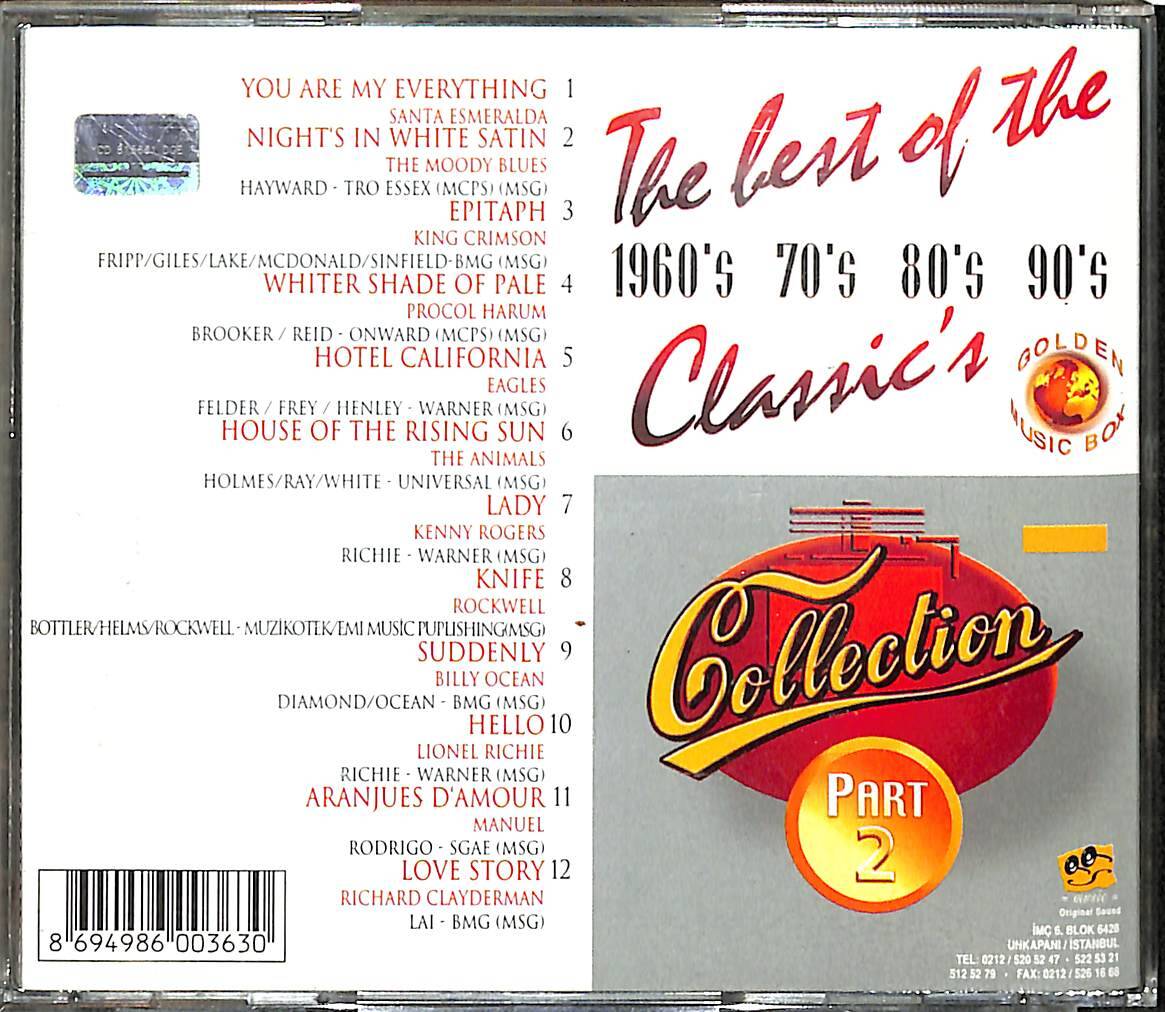 YOU ARE MY EVERYTHING 1
SANTA ESMERALDA
NIGHT'S IN WHITE SATIN 2
THE MOODY BLUES
HAYWARD - TRO ESSEX (MCPS) (MSG)
EPITAPH 3
KING CRIMSON
FRIPP/GILES/LAKE/MCDONALD/SINFIELD-BMG (MSG)
WHITER SHADE OF PALE 4
PROCOL HARUM
BROOKER / REID - ONWARD (MCPS) (MSG)
HOTEL CALIFORNIA 5
EAGLES
FELDER / FREY / HENLEY - WARNER (MSG)
HOUSE OF THE RISING SUN 6
THE ANIMALS
HOLMES/RAY/WHITE - UNIVERSAL (MSG)
LADY 7
KENNY ROGERS
RICHIE - WARNER (MSG)
KNIFE 8
ROCKWELL
BOTTLER/HELMS/ROCKWELL - MUZİKOTEK/EMI MUSİC PUPLISHING(MSG)
SUDDENLY 9
BILLY OCEAN
DIAMOND/OCEAN - BMG (MSG)
HELLO 10
LIONEL RICHIE
RICHIE - WARNER (MSG)
ARANJUES D'AMOUR 11
MANUEL
RODRIGO - SGAE (MSG)
LOVE STORY 12
RICHARD CLAYDERMAN
LAI - BMG (MSG)
8 694986 003630
The best of the
1960's 70's 80's 90's
Classic's
GOLDEN
MUSIC BOX
Collection
PART
2
Original Sound
İMÇ 6. BLOK 6428
UNKAPANI / İSTANBUL
TEL: 0212 / 520 52 47 - 522 53 21
512 52 79 - FAX: 0212 / 526 16 68